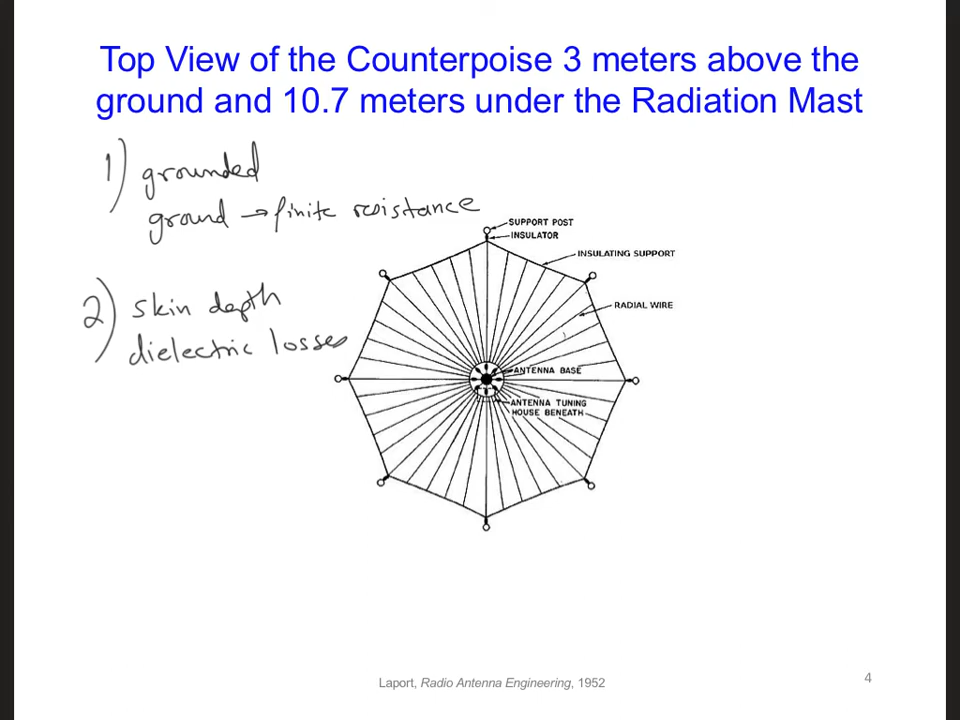 Top View of the Counterpoise 3 meters above the
ground and 10.7 meters under the Radiation Mast
1) grounded
ground → finite resistance
2) skin depth
dielectric losses
SUPPORT POST
INSULATOR
INSULATING SUPPORT
RADIAL WIRE
ANTENNA BASE
ANTENNA TUNING
HOUSE BENEATH
Laport, Radio Antenna Engineering, 1952
4